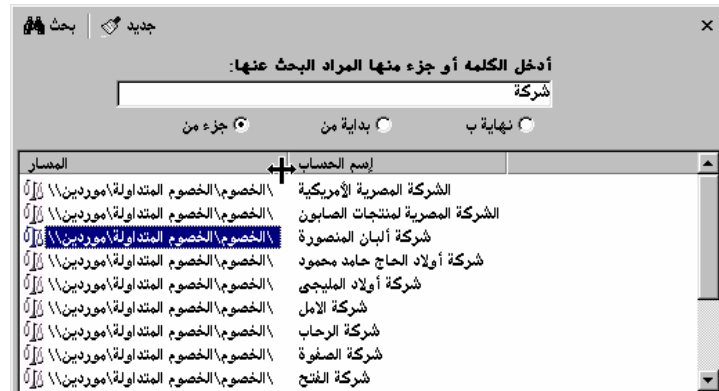 جديد بحث
أدخل الكلمه أو جزء منها المراد البحث عنها:
شركة
نهاية ب بداية من جزء من
إسم الحساب المسار
الشركة المصرية الأمريكية \الخصوم\الخصوم المتداولة\موردين\\
الشركة المصرية لمنتجات الصابون \الخصوم\الخصوم المتداولة\موردين\\
شركة ألبان المنصورة \الخصوم\الخصوم المتداولة\موردين\\
شركة أولاد الحاج حامد محمود \الخصوم\الخصوم المتداولة\موردين\\
شركة أولاد المليجى \الخصوم\الخصوم المتداولة\موردين\\
شركة الامل \الخصوم\الخصوم المتداولة\موردين\\
شركة الرحاب \الخصوم\الخصوم المتداولة\موردين\\
شركة الصفوة \الخصوم\الخصوم المتداولة\موردين\\
شركة الفتح \الخصوم\الخصوم المتداولة\موردين\\